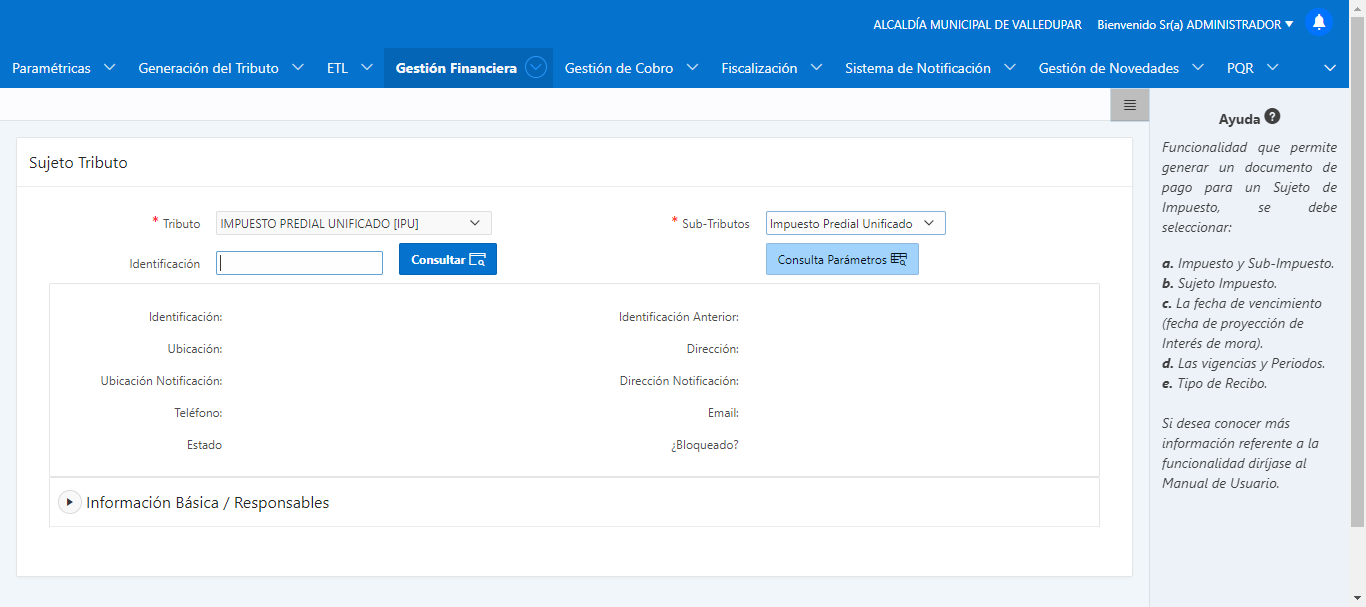 ALCALDÍA MUNICIPAL DE VALLEDUPAR Bienvenido Sr(a) ADMINISTRADOR
Paramétricas Generación del Tributo ETL Gestión Financiera Gestión de Cobro Fiscalización Sistema de Notificación Gestión de Novedades PQR
Sujeto Tributo
* Tributo IMPUESTO PREDIAL UNIFICADO [IPU] * Sub-Tributos Impuesto Predial Unificado
Identificación Consultar Consulta Parámetros
Identificación: Identificación Anterior:
Ubicación: Dirección:
Ubicación Notificación: Dirección Notificación:
Teléfono: Email:
Estado ¿Bloqueado?
Información Básica / Responsables
Ayuda ?
Funcionalidad que permite
generar un documento de
pago para un Sujeto de
Impuesto, se debe
seleccionar:
a. Impuesto y Sub-Impuesto.
b. Sujeto Impuesto.
c. La fecha de vencimiento
(fecha de proyección de
Interés de mora).
d. Las vigencias y Periodos.
e. Tipo de Recibo.
Si desea conocer más
información referente a la
funcionalidad diríjase al
Manual de Usuario.